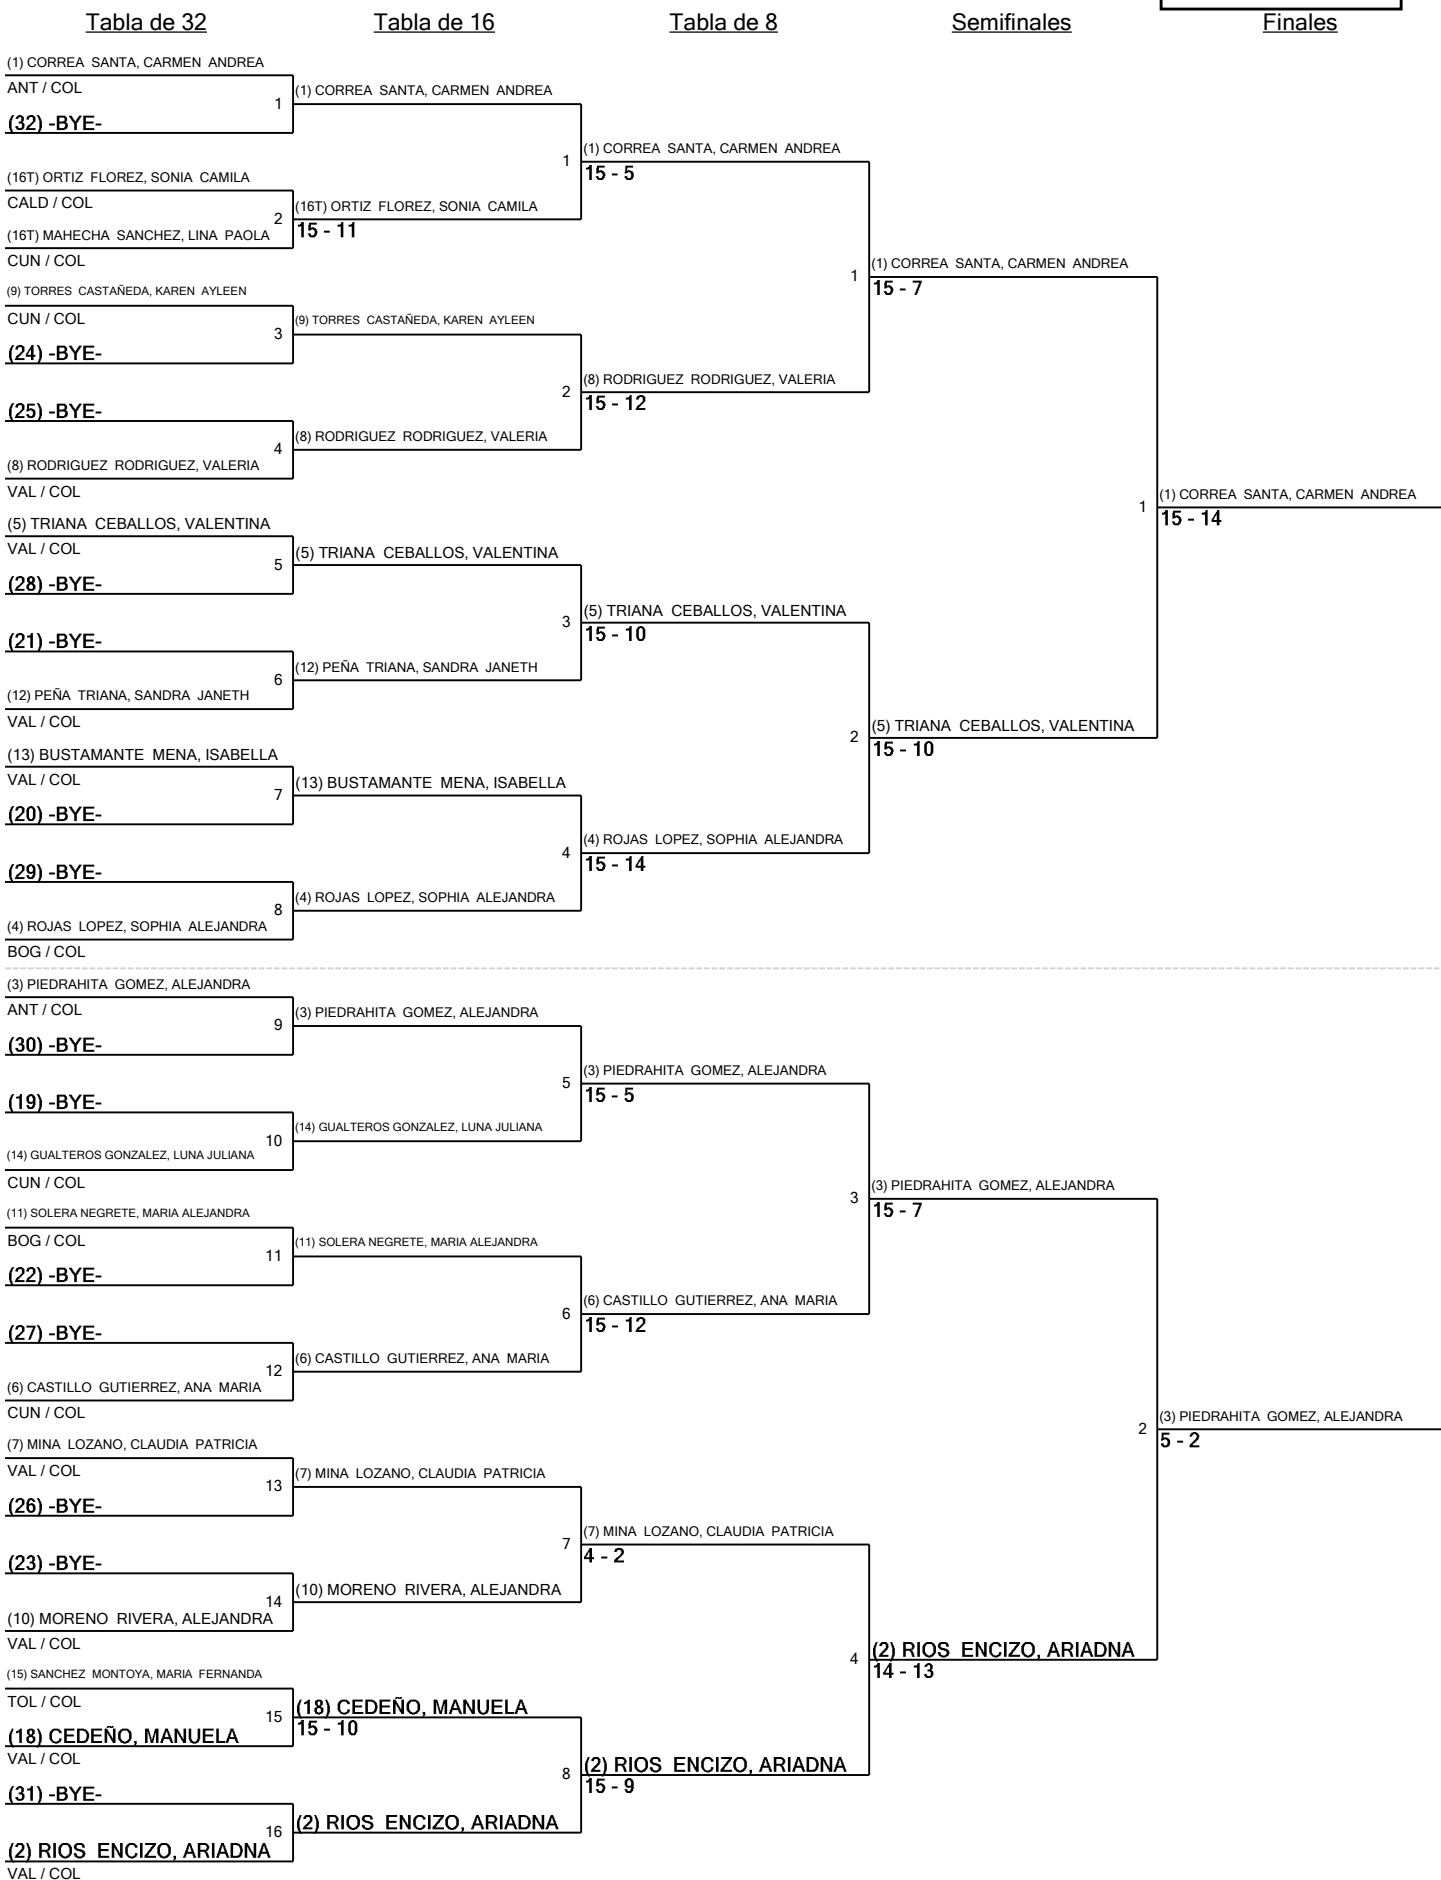 Tabla de 32
Tabla de 16
Tabla de 8
Semifinales
Finales
(1) CORREA SANTA, CARMEN ANDREA
ANT / COL
1
(32) -BYE-
(16T) ORTIZ FLOREZ, SONIA CAMILA
CALD / COL
2
(16T) MAHECHA SANCHEZ, LINA PAOLA
CUN / COL
(9) TORRES CASTAÑEDA, KAREN AYLEEN
CUN / COL
3
(24) -BYE-
(25) -BYE-
4
(8) RODRIGUEZ RODRIGUEZ, VALERIA
VAL / COL
(5) TRIANA CEBALLOS, VALENTINA
VAL / COL
5
(28) -BYE-
(21) -BYE-
6
(12) PEÑA TRIANA, SANDRA JANETH
VAL / COL
(13) BUSTAMANTE MENA, ISABELLA
VAL / COL
7
(20) -BYE-
(29) -BYE-
8
(4) ROJAS LOPEZ, SOPHIA ALEJANDRA
BOG / COL
(3) PIEDRAHITA GOMEZ, ALEJANDRA
ANT / COL
9
(30) -BYE-
(19) -BYE-
10
(14) GUALTEROS GONZALEZ, LUNA JULIANA
CUN / COL
(11) SOLERA NEGRETE, MARIA ALEJANDRA
BOG / COL
11
(22) -BYE-
(27) -BYE-
12
(6) CASTILLO GUTIERREZ, ANA MARIA
CUN / COL
(7) MINA LOZANO, CLAUDIA PATRICIA
VAL / COL
13
(26) -BYE-
(23) -BYE-
14
(10) MORENO RIVERA, ALEJANDRA
VAL / COL
(15) SANCHEZ MONTOYA, MARIA FERNANDA
TOL / COL
15
(18) CEDEÑO, MANUELA
VAL / COL
(31) -BYE-
16
(2) RIOS ENCIZO, ARIADNA
VAL / COL
(1) CORREA SANTA, CARMEN ANDREA
1
(16T) ORTIZ FLOREZ, SONIA CAMILA
15 - 11
(9) TORRES CASTAÑEDA, KAREN AYLEEN
2
(8) RODRIGUEZ RODRIGUEZ, VALERIA
(5) TRIANA CEBALLOS, VALENTINA
3
(12) PEÑA TRIANA, SANDRA JANETH
(13) BUSTAMANTE MENA, ISABELLA
4
(4) ROJAS LOPEZ, SOPHIA ALEJANDRA
(3) PIEDRAHITA GOMEZ, ALEJANDRA
5
(14) GUALTEROS GONZALEZ, LUNA JULIANA
(11) SOLERA NEGRETE, MARIA ALEJANDRA
6
(6) CASTILLO GUTIERREZ, ANA MARIA
(7) MINA LOZANO, CLAUDIA PATRICIA
7
(10) MORENO RIVERA, ALEJANDRA
(18) CEDEÑO, MANUELA
15 - 10
8
(2) RIOS ENCIZO, ARIADNA
(1) CORREA SANTA, CARMEN ANDREA
15 - 5
1
(8) RODRIGUEZ RODRIGUEZ, VALERIA
15 - 12
(5) TRIANA CEBALLOS, VALENTINA
15 - 10
2
(4) ROJAS LOPEZ, SOPHIA ALEJANDRA
15 - 14
(3) PIEDRAHITA GOMEZ, ALEJANDRA
15 - 5
3
(6) CASTILLO GUTIERREZ, ANA MARIA
15 - 12
(7) MINA LOZANO, CLAUDIA PATRICIA
4 - 2
4
(2) RIOS ENCIZO, ARIADNA
15 - 9
(1) CORREA SANTA, CARMEN ANDREA
15 - 7
1
(5) TRIANA CEBALLOS, VALENTINA
15 - 10
(3) PIEDRAHITA GOMEZ, ALEJANDRA
15 - 7
2
(2) RIOS ENCIZO, ARIADNA
14 - 13
(1) CORREA SANTA, CARMEN ANDREA
15 - 14
(3) PIEDRAHITA GOMEZ, ALEJANDRA
5 - 2